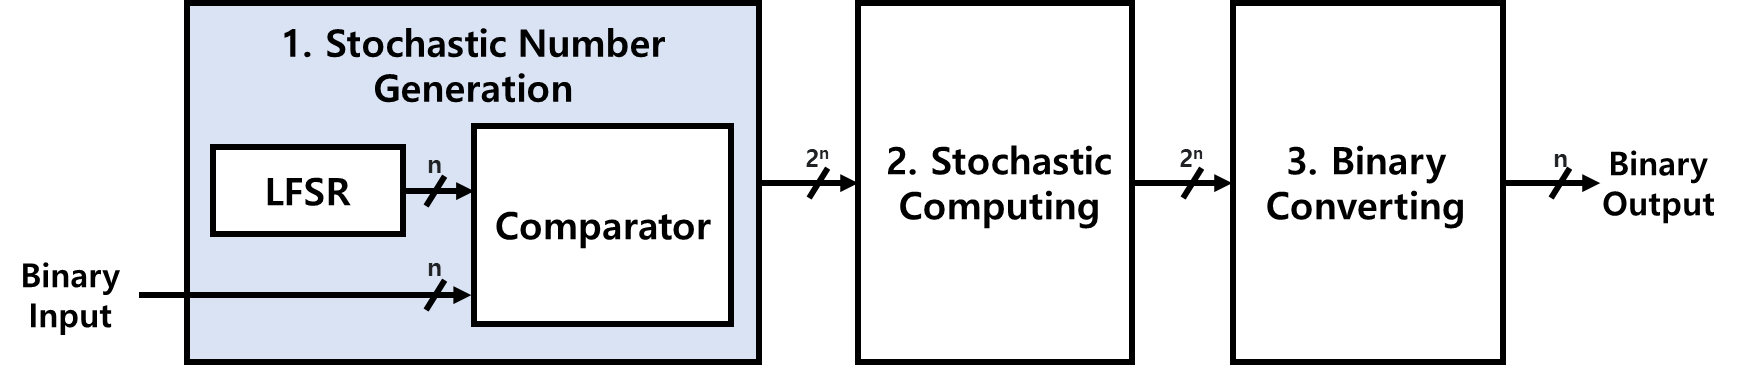 1. Stochastic Number
Generation
LFSR
n
Comparator
n
Binary
Input
2ⁿ
2. Stochastic
Computing
2ⁿ
3. Binary
Converting
n
Binary
Output